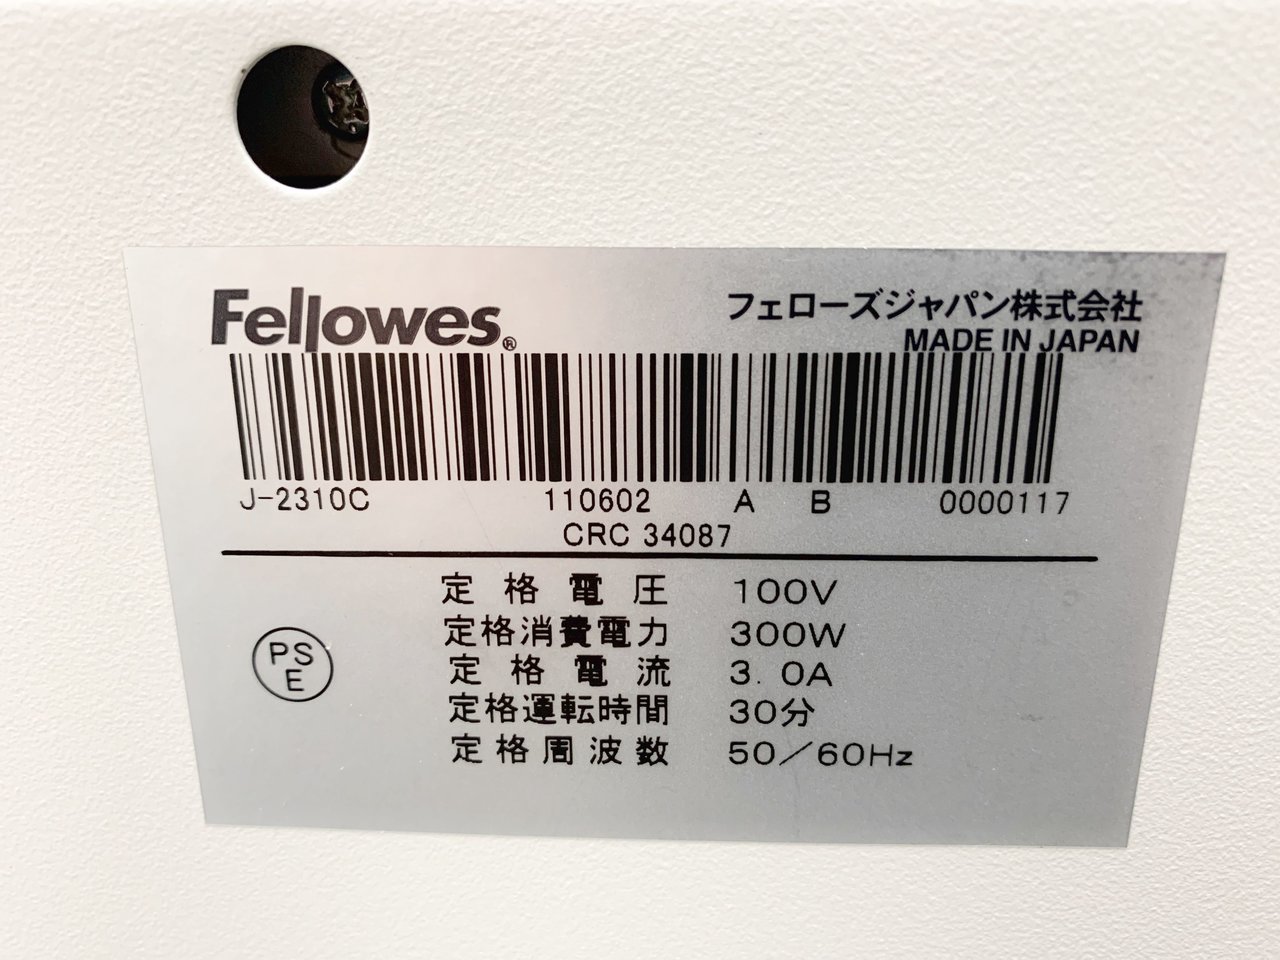 Fellowes®
フェローズジャパン株式会社
MADE IN JAPAN
J-2310C 110602 A B 0000117
CRC 34087
PS
E
定格電圧 100V
定格消費電力 300W
定格電流 3.0A
定格運転時間 30分
定格周波数 50/60Hz